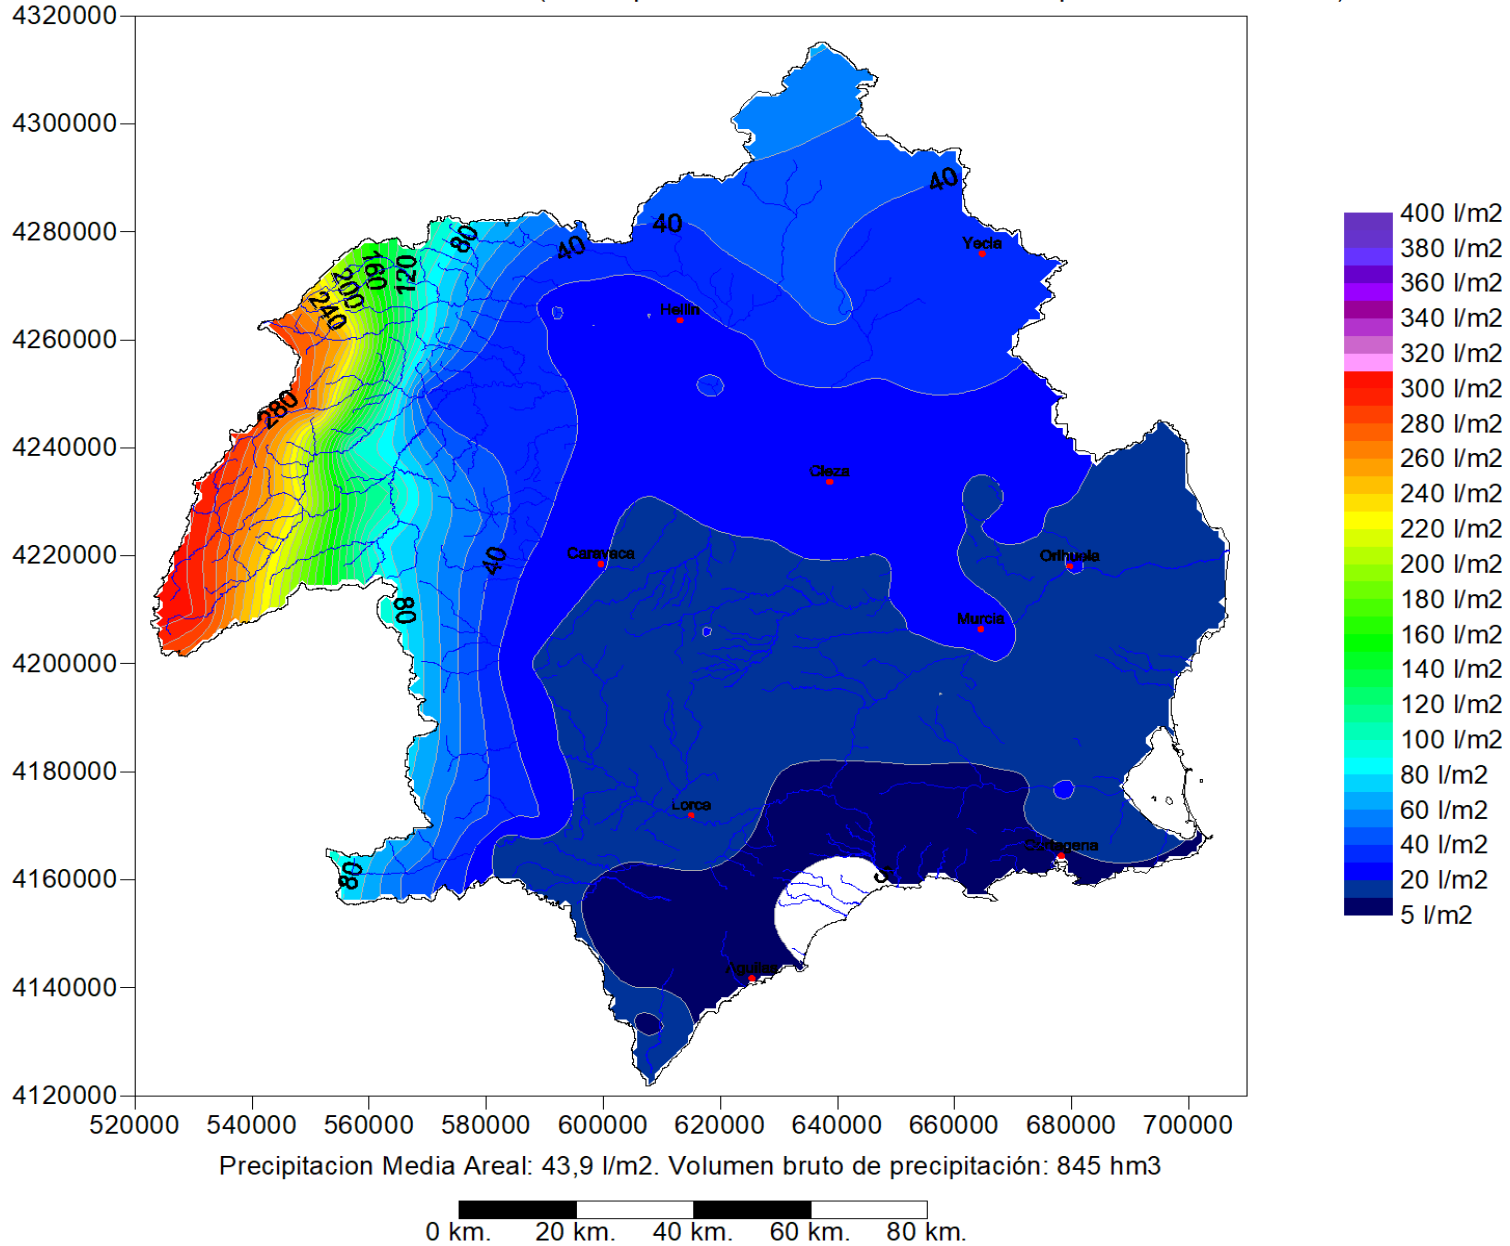 4320000
4300000
4280000
4260000
4240000
4220000
4200000
4180000
4160000
4140000
4120000
520000 540000 560000 580000 600000 620000 640000 660000 680000 700000
40
40
40
80
120
160
200
240
280
40
80
80
5
Yecla
Hellin
Cieza
Caravaca
Orihuela
Murcia
Lorca
Cartagena
Aguilas
400 l/m2
380 l/m2
360 l/m2
340 l/m2
320 l/m2
300 l/m2
280 l/m2
260 l/m2
240 l/m2
220 l/m2
200 l/m2
180 l/m2
160 l/m2
140 l/m2
120 l/m2
100 l/m2
80 l/m2
60 l/m2
40 l/m2
20 l/m2
5 l/m2
Precipitacion Media Areal: 43,9 l/m2. Volumen bruto de precipitación: 845 hm3
0 km. 20 km. 40 km. 60 km. 80 km.